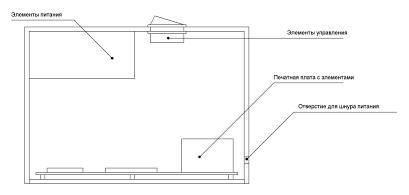 Элементы питания
Элементы управления
Печатная плата с элементами
Отверстие для шнура питания